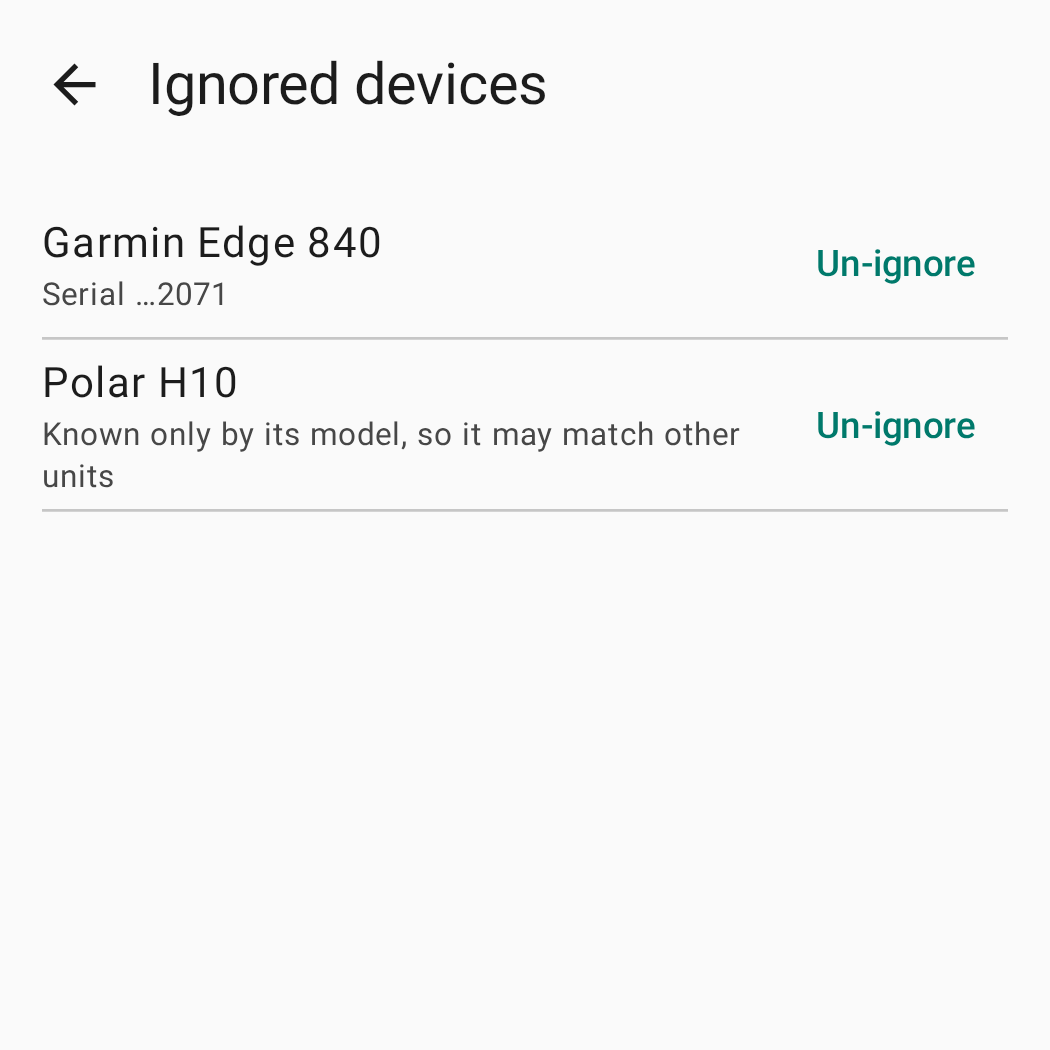 Ignored devices
Garmin Edge 840
Serial …2071
Un-ignore
Polar H10
Known only by its model, so it may match other
units
Un-ignore